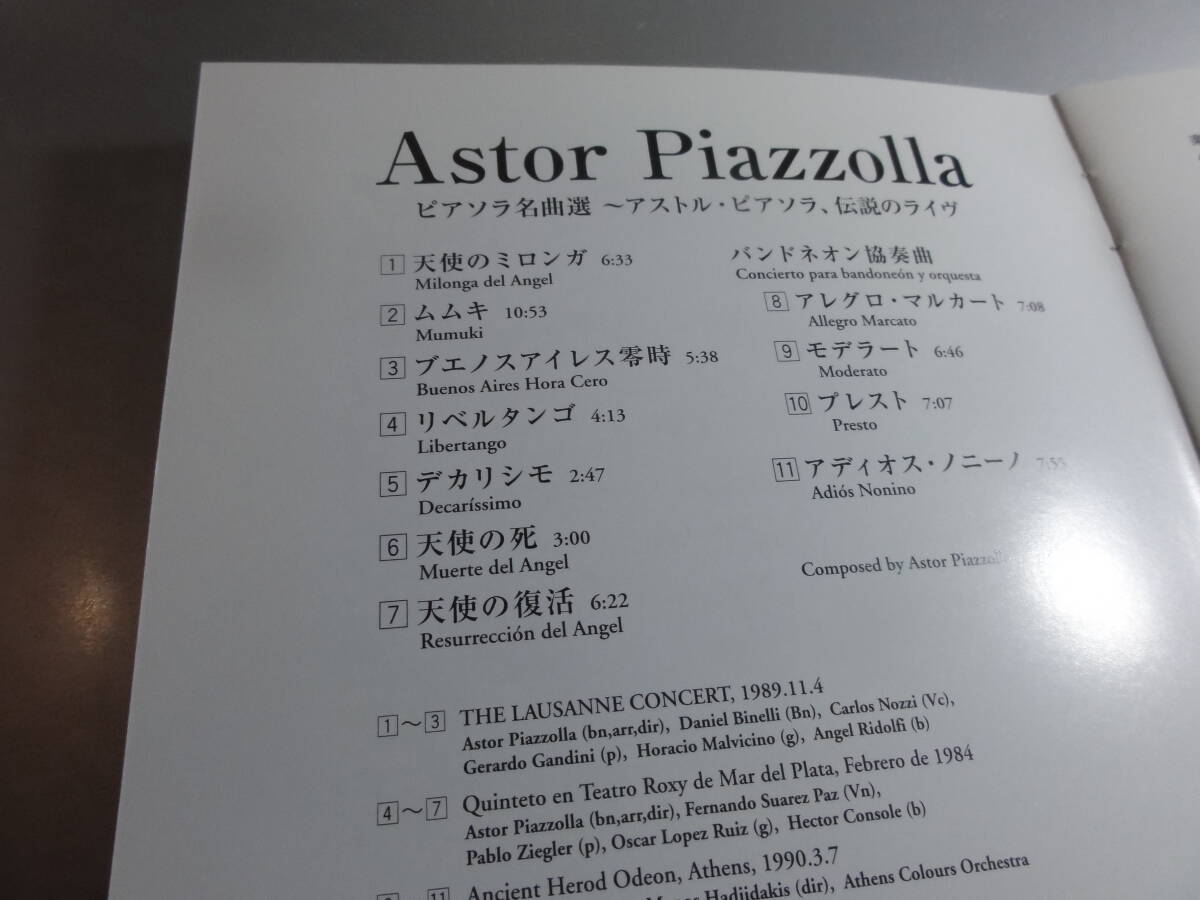 Astor Piazzolla
ピアソラ名曲選 ～アストル・ピアソラ、伝説のライヴ
1 天使のミロンガ 6:33
Milonga del Angel
2 ムムキ 10:53
Mumuki
3 ブエノスアイレス零時 5:38
Buenos Aires Hora Cero
4 リベルタンゴ 4:13
Libertango
5 デカリシモ 2:47
Decaríssimo
6 天使の死 3:00
Muerte del Angel
7 天使の復活 6:22
Resurrección del Angel
バンドネオン協奏曲
Concierto para bandoneón y orquesta
8 アレグロ・マルカート 7:08
Allegro Marcato
9 モデラート 6:46
Moderato
10 プレスト 7:07
Presto
11 アディオス・ノニーノ 7:55
Adiós Nonino
Composed by Astor Piazzolla
1～3 THE LAUSANNE CONCERT, 1989.11.4
Astor Piazzolla (bn,arr,dir), Daniel Binelli (Bn), Carlos Nozzi (Vc),
Gerardo Gandini (p), Horacio Malvicino (g), Angel Ridolfi (b)
4～7 Quinteto en Teatro Roxy de Mar del Plata, Febrero de 1984
Astor Piazzolla (bn,arr,dir), Fernando Suarez Paz (Vn),
Pablo Ziegler (p), Oscar Lopez Ruiz (g), Hector Console (b)
11 Ancient Herod Odeon, Athens, 1990.3.7
Hadjidakis (dir), Athens Colours Orchestra